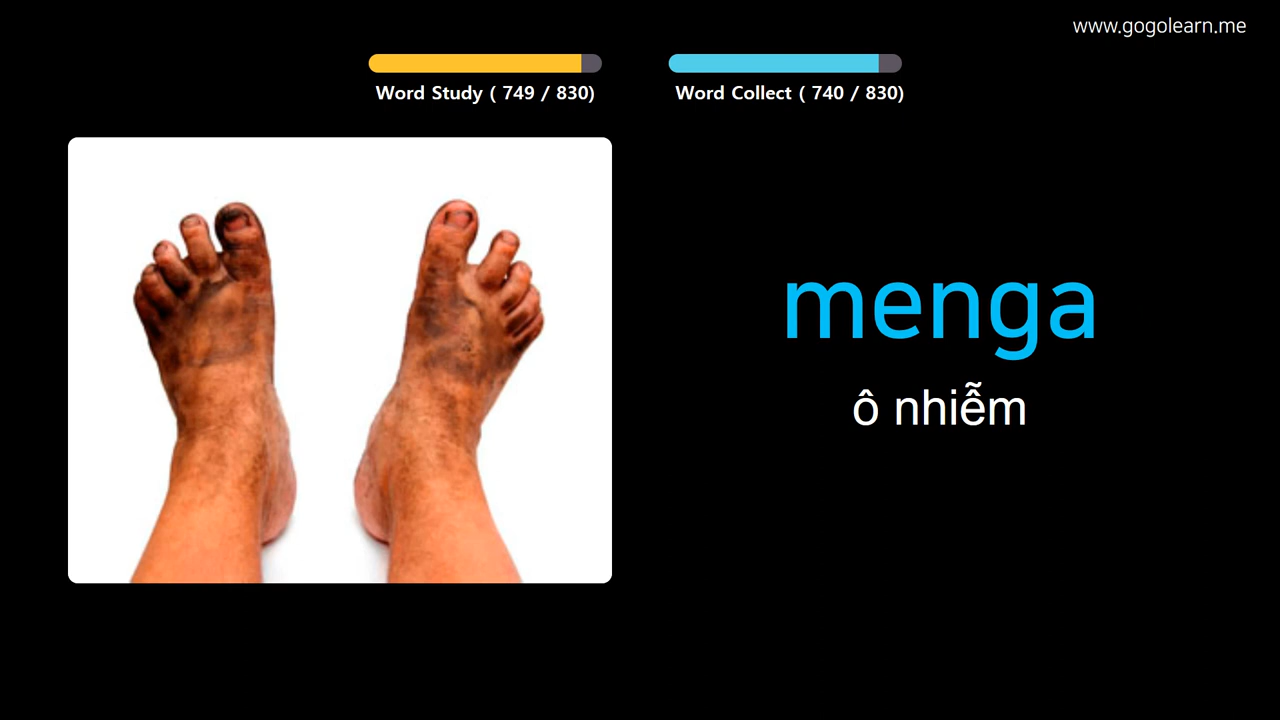 www.gogolearn.me
Word Study ( 749 / 830)
Word Collect ( 740 / 830)
menga
ô nhiễm